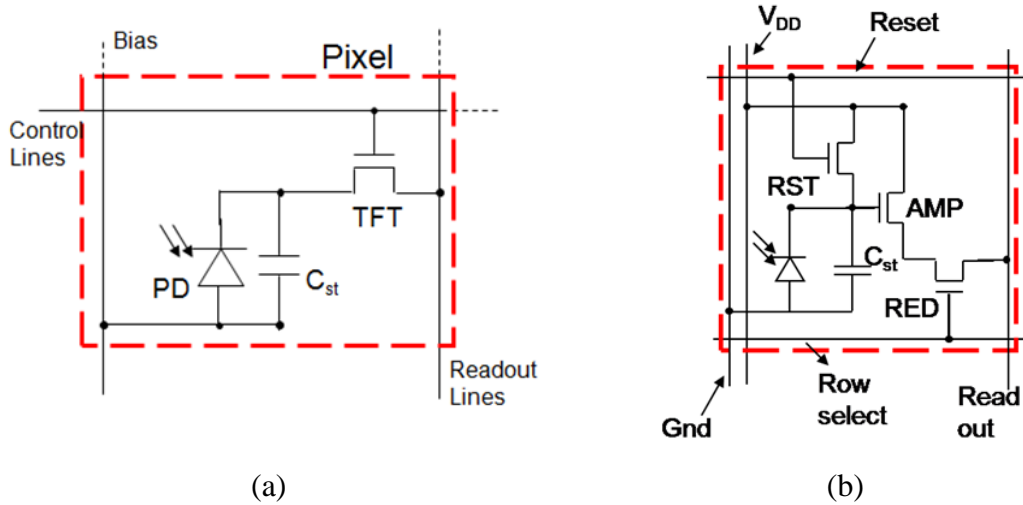 Bias
Pixel
Control
Lines
TFT
PD
Cst
Readout
Lines
(a)
VDD
Reset
RST
AMP
Cst
RED
Row
select
Read
out
Gnd
(b)